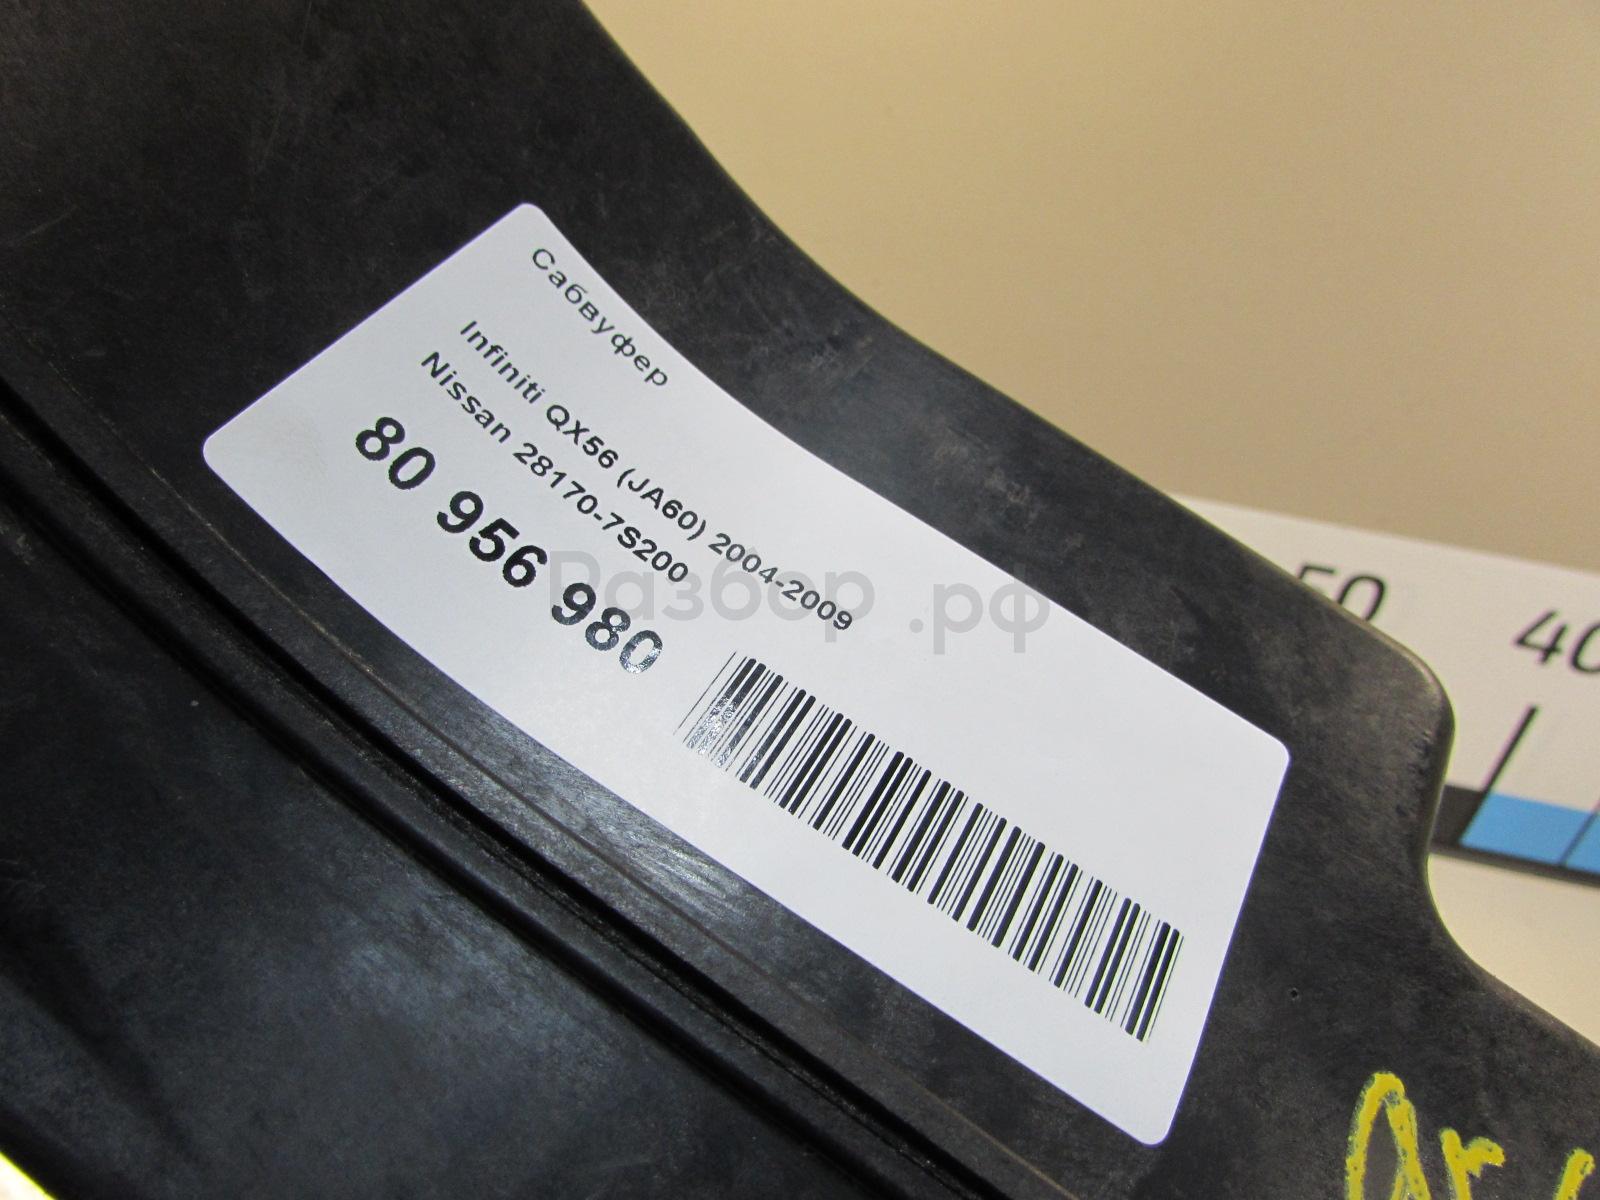 Сабвуфер
Infiniti QX56 (JA60) 2004-2009
Nissan 28170-7S200
80 956 980
Разбор.рф
50
40